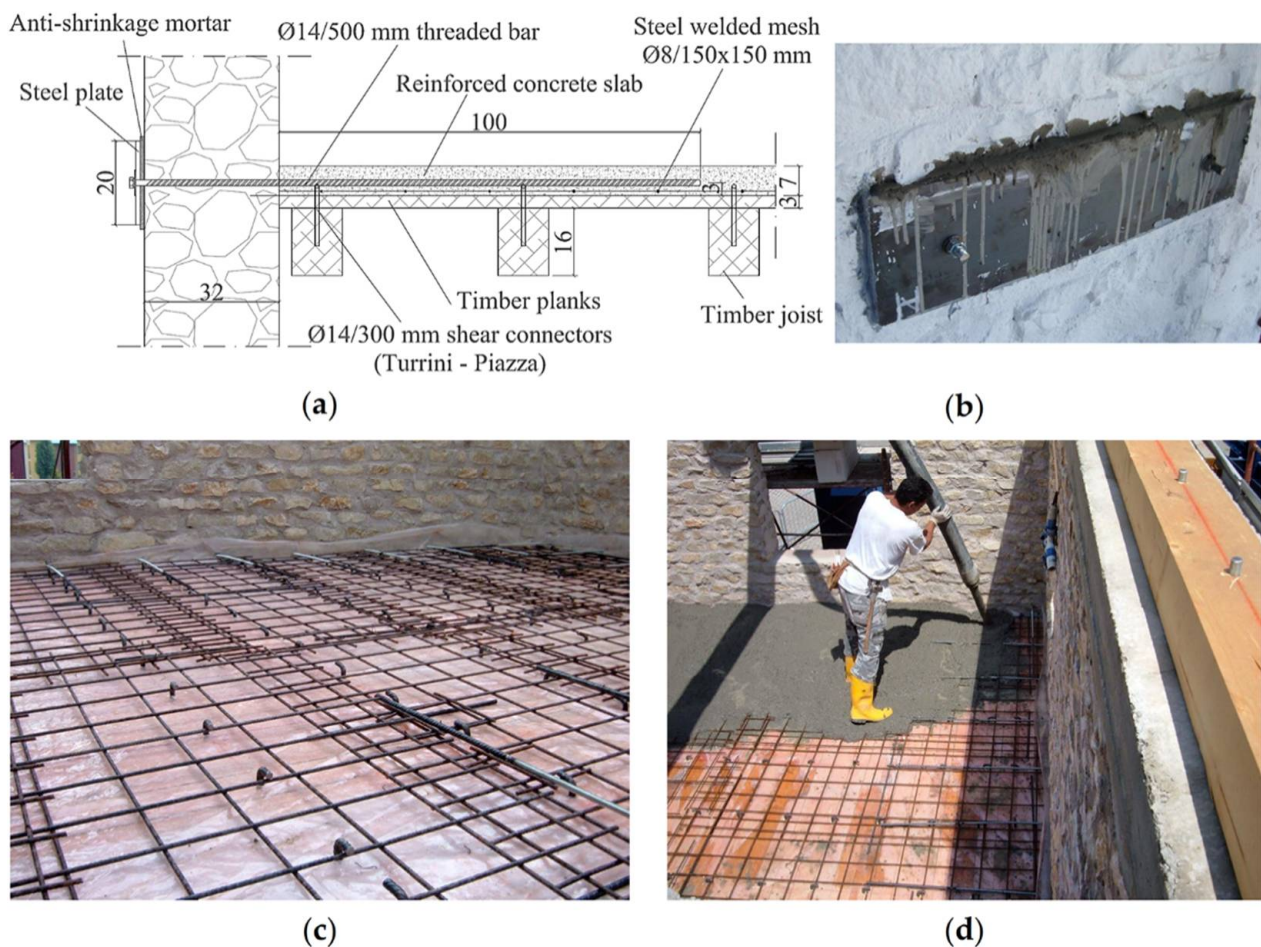 Anti-shrinkage mortar
Steel plate
Ø14/500 mm threaded bar
Reinforced concrete slab
Steel welded mesh
Ø8/150x150 mm
100
20
3
7
3
16
32
Timber planks
Ø14/300 mm shear connectors
(Turrini - Piazza)
Timber joist
(a)
(b)
(c)
(d)